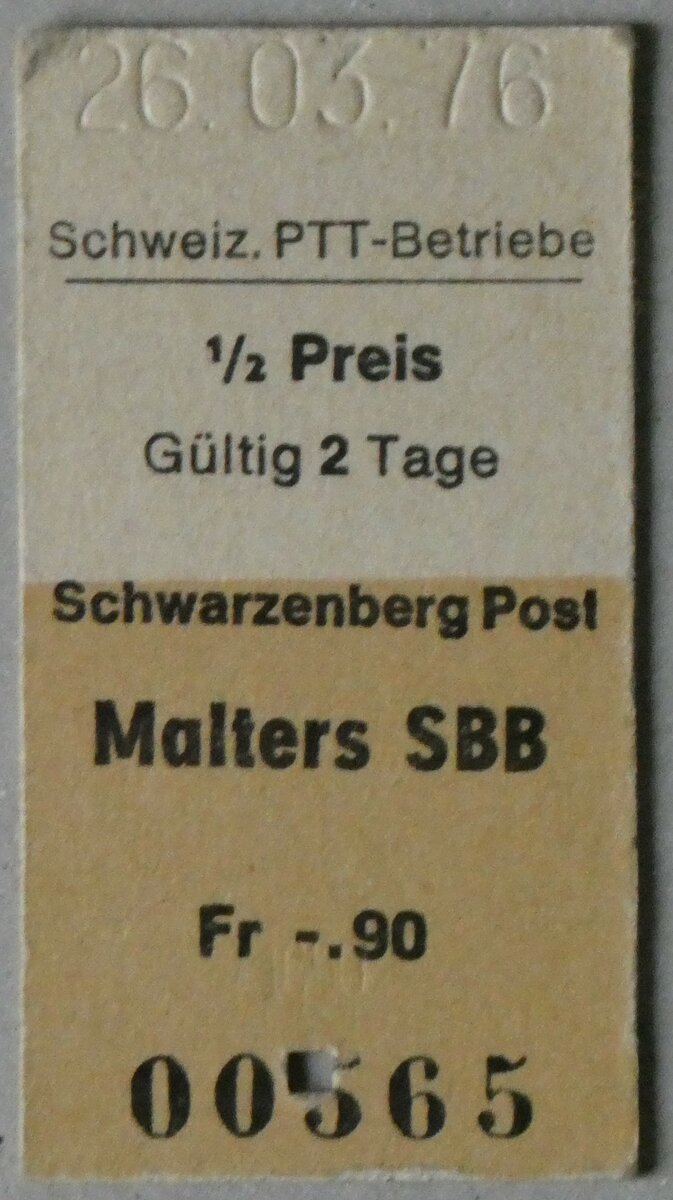 26.03.76
Schweiz. PTT-Betriebe
½ Preis
Gültig 2 Tage
Schwarzenberg Post
Malters SBB
Fr -.90
00565